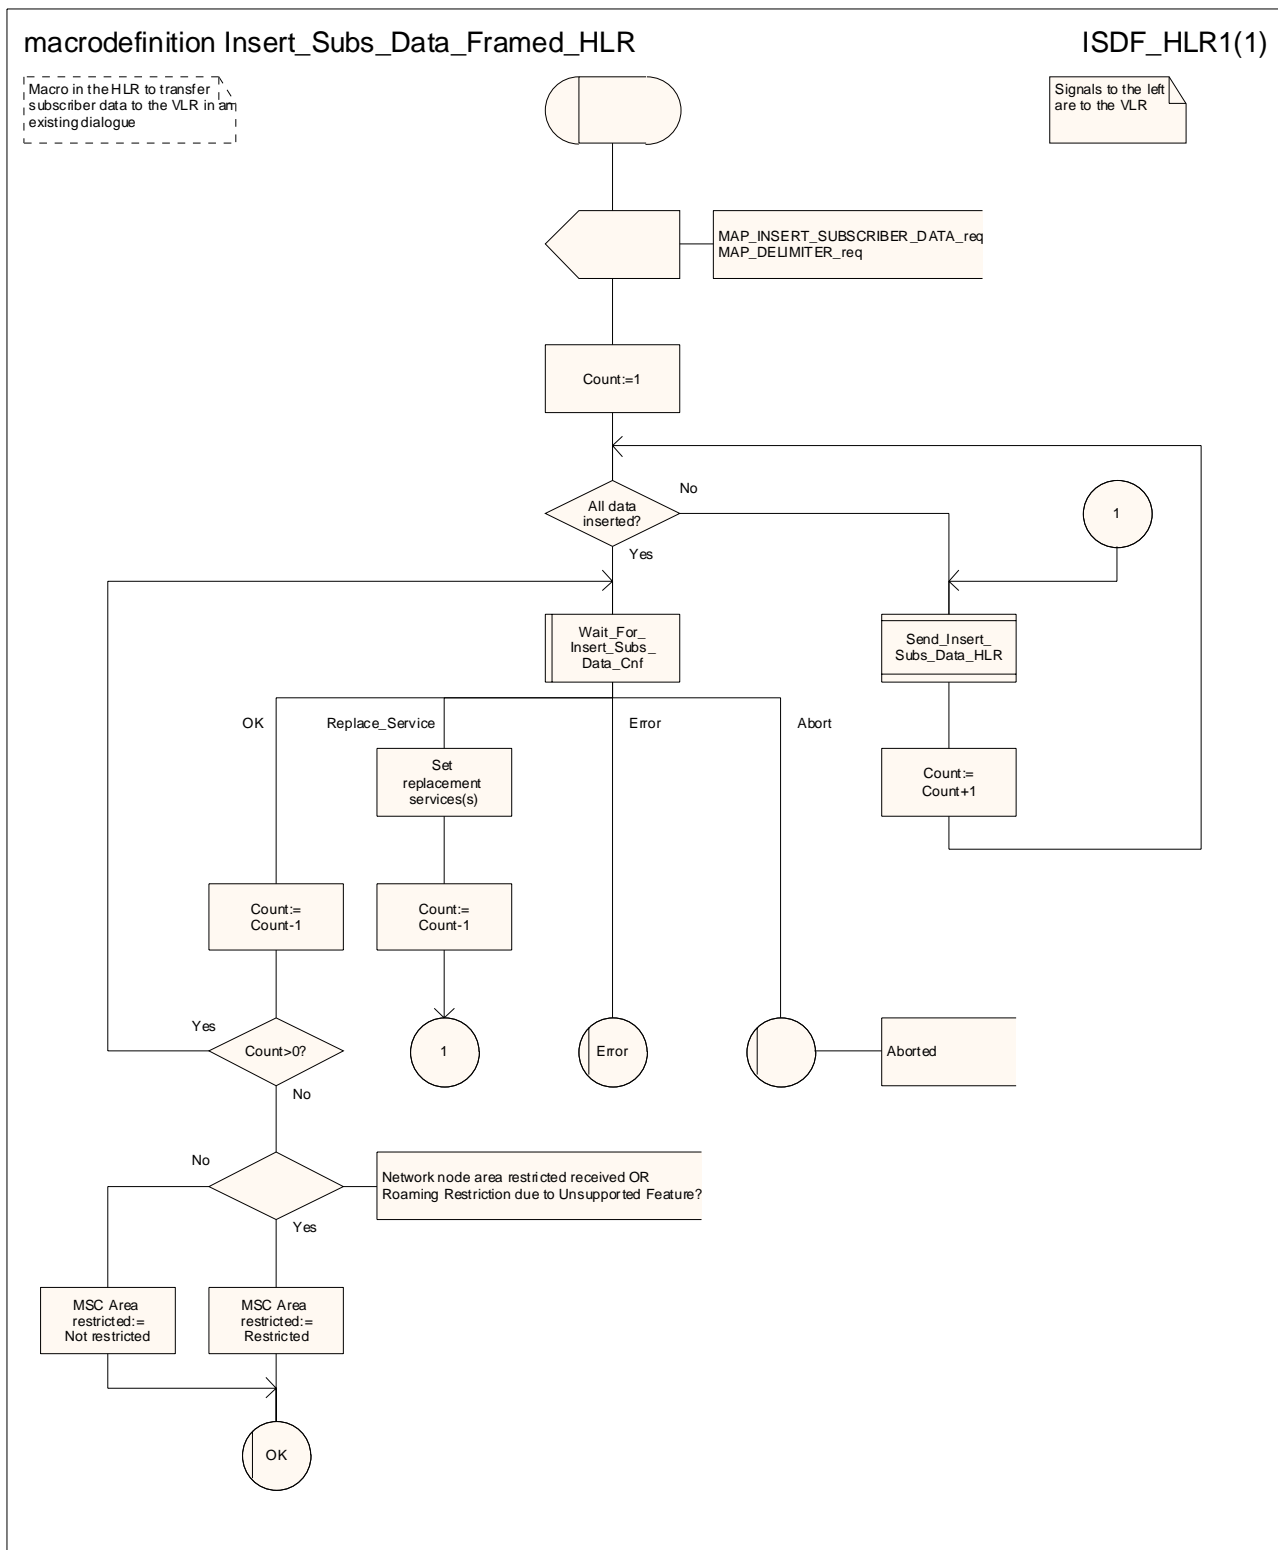 macrodefinition Insert_Subs_Data_Framed_HLR
ISDF_HLR1(1)
Macro in the HLR to transfer
subscriber data to the VLR in an
existing dialogue
Signals to the left
are to the VLR
MAP_INSERT_SUBSCRIBER_DATA_req
MAP_DELIMITER_req
Count:=1
No
All data
inserted?
1
Yes
Wait_For_
Insert_Subs_
Data_Cnf
Send_Insert_
Subs_Data_HLR
OK
Replace_Service
Error
Abort
Set
replacement
services(s)
Count:=
Count+1
Count:=
Count-1
Count:=
Count-1
Yes
Count>0?
1
Error
Aborted
No
No
Network node area restricted received OR
Roaming Restriction due to Unsupported Feature?
Yes
MSC Area
restricted:=
Not restricted
MSC Area
restricted:=
Restricted
OK